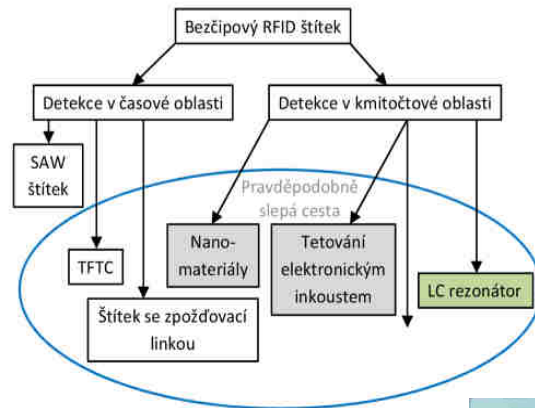 Bezčipový RFID štítek
Detekce v časové oblasti
Detekce v kmitočtové oblasti
SAW
štítek
Pravděpodobně
slepá cesta
Nano-
materiály
Tetování
elektronickým
inkoustem
TFTC
LC rezonátor
Štítek se zpožďovací
linkou